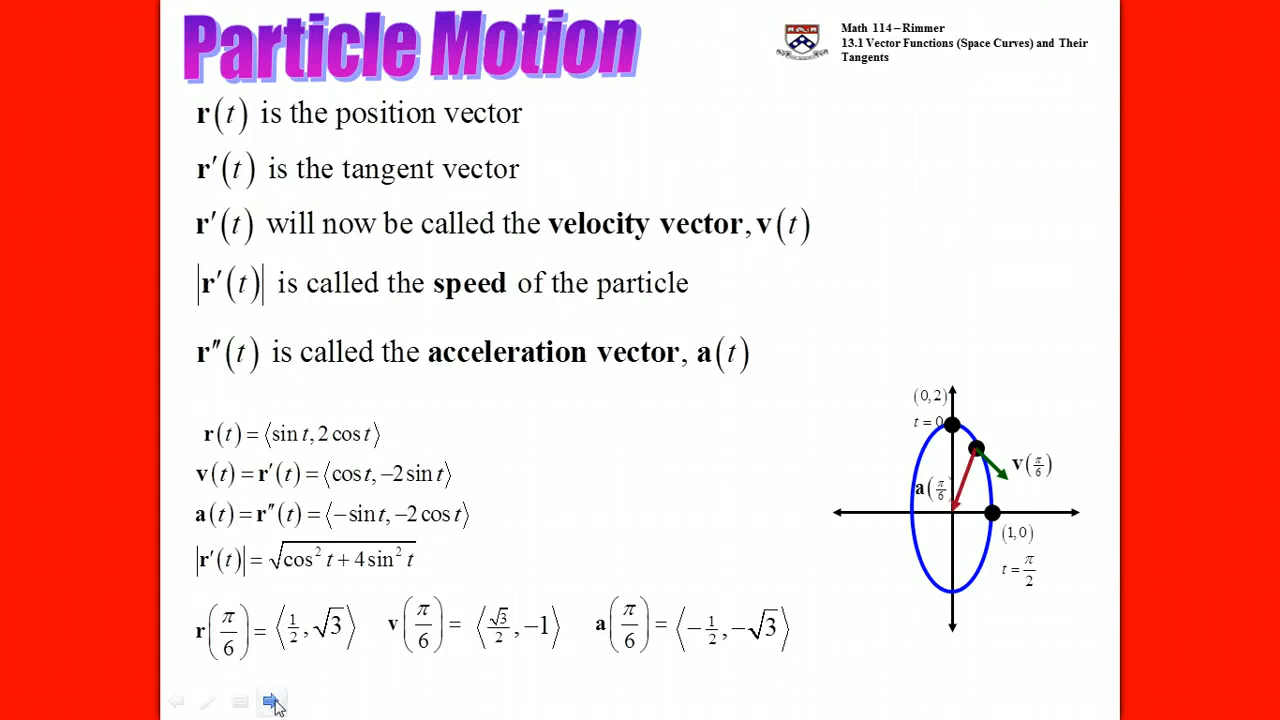 Particle Motion
Math 114 – Rimmer
13.1 Vector Functions (Space Curves) and Their
Tangents
r(t) is the position vector
r′(t) is the tangent vector
r′(t) will now be called the velocity vector, v(t)
|r′(t)| is called the speed of the particle
r″(t) is called the acceleration vector, a(t)
r(t) = ⟨sin t, 2 cos t⟩
v(t) = r′(t) = ⟨cos t, −2 sin t⟩
a(t) = r″(t) = ⟨−sin t, −2 cos t⟩
|r′(t)| = √(cos² t + 4 sin² t)
r(π/6) = ⟨1/2, √3⟩ v(π/6) = ⟨√3/2, −1⟩ a(π/6) = ⟨−1/2, −√3⟩
(0,2)
t = 0
v(π/6)
a(π/6
(1,0)
t = π/2